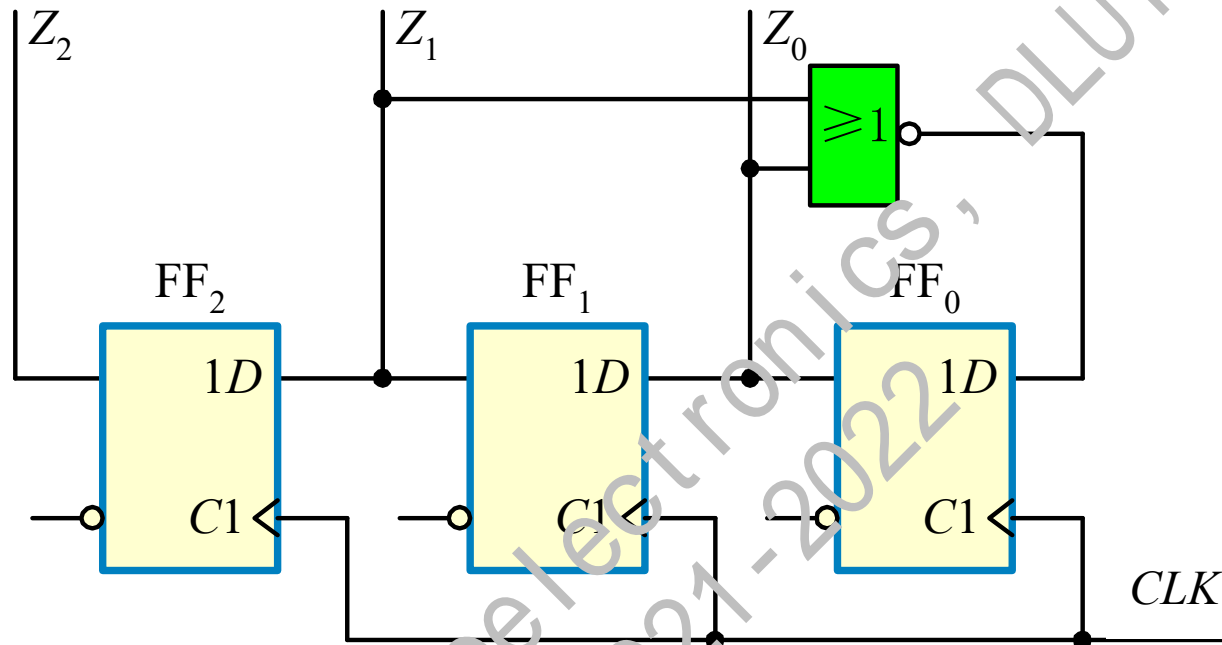 Z₂ Z₁ Z₀
≥1
FF₂ FF₁ FF₀
1D 1D 1D
C1 C1 C1
CLK
electronics, DLUT
2021-2022